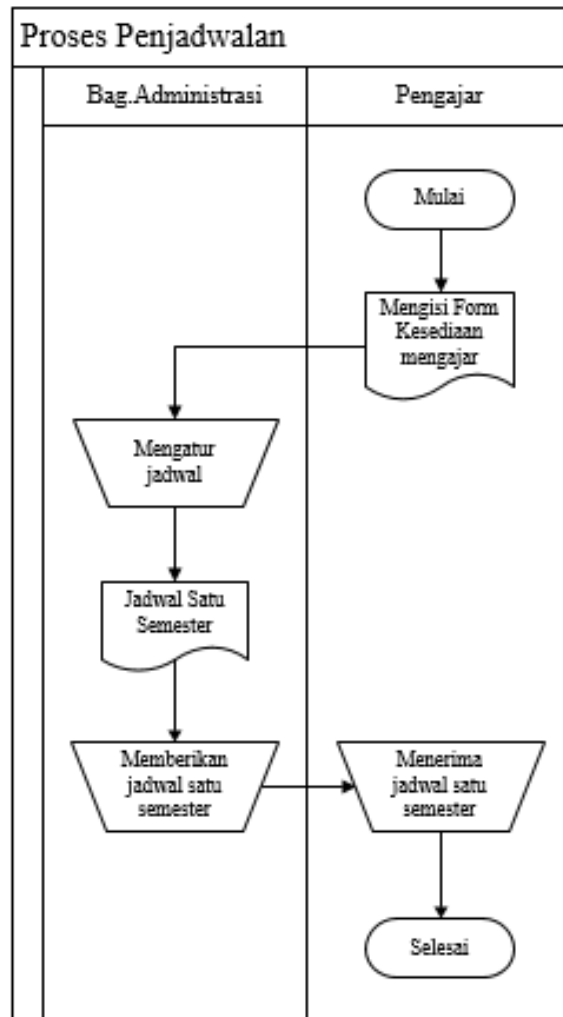 Proses Penjadwalan
Bag.Administrasi
Pengajar
Mulai
Mengisi Form
Kesediaan
mengajar
Mengatur
jadwal
Jadwal Satu
Semester
Memberikan
jadwal satu
semester
Menerima
jadwal satu
semester
Selesai